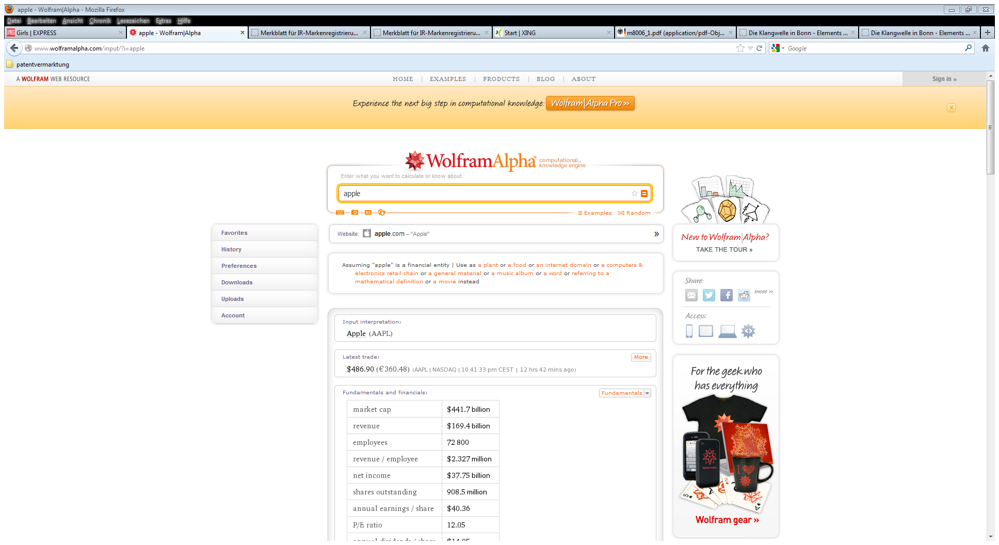 apple - Wolfram|Alpha - Mozilla Firefox
Datei Bearbeiten Ansicht Chronik Lesezeichen Extras Hilfe
Girls | EXPRESS
apple - Wolfram|Alpha
Merkblatt für IR-Markenregistrieru...
Merkblatt für IR-Markenregistrieru...
Start | XING
m8006_1.pdf (application/pdf-Obj...
Die Klangwelle in Bonn - Elements ...
Die Klangwelle in Bonn - Elements ...
www.wolframalpha.com/input/?i=apple
Google
patentvermarktung
A WOLFRAM WEB RESOURCE
HOME | EXAMPLES | PRODUCTS | BLOG | ABOUT
Sign in »
Experience the next big step in computational knowledge: Wolfram|Alpha Pro »
x
WolframAlpha computational...
knowledge engine
Enter what you want to calculate or know about:
apple
Examples Random
Favorites
History
Preferences
Downloads
Uploads
Account
Website: apple.com – "Apple" »
Assuming "apple" is a financial entity | Use as a plant or a food or an internet domain or a computers &
electronics retail chain or a general material or a music album or a word or referring to a
mathematical definition or a movie instead
Input interpretation:
Apple (AAPL)
Latest trade:
More
$486.90 (€360.48) (AAPL | NASDAQ | 10:41:33 pm CEST | 12 hrs 42 mins ago)
Fundamentals and financials:
Fundamentals
market cap $441.7 billion
revenue $169.4 billion
employees 72 800
revenue / employee $2.327 million
net income $37.75 billion
shares outstanding 908.5 million
annual earnings / share $40.36
P/E ratio 12.05
annual dividends / share $14.05
New to Wolfram|Alpha?
TAKE THE TOUR »
Share:
more »
Access:
For the geek who
has everything
WolframAlpha
I
5 A 2 A
Wolfram gear »